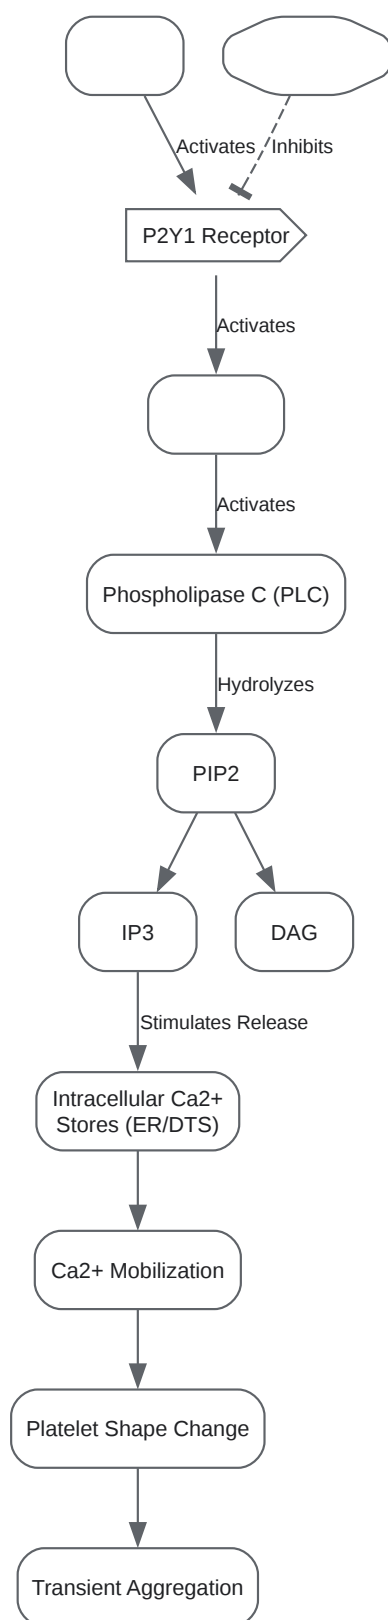 Activates
Inhibits
P2Y1 Receptor
Activates
Activates
Phospholipase C (PLC)
Hydrolyzes
PIP2
IP3
DAG
Stimulates Release
Intracellular Ca2+
Stores (ER/DTS)
Ca2+ Mobilization
Platelet Shape Change
Transient Aggregation